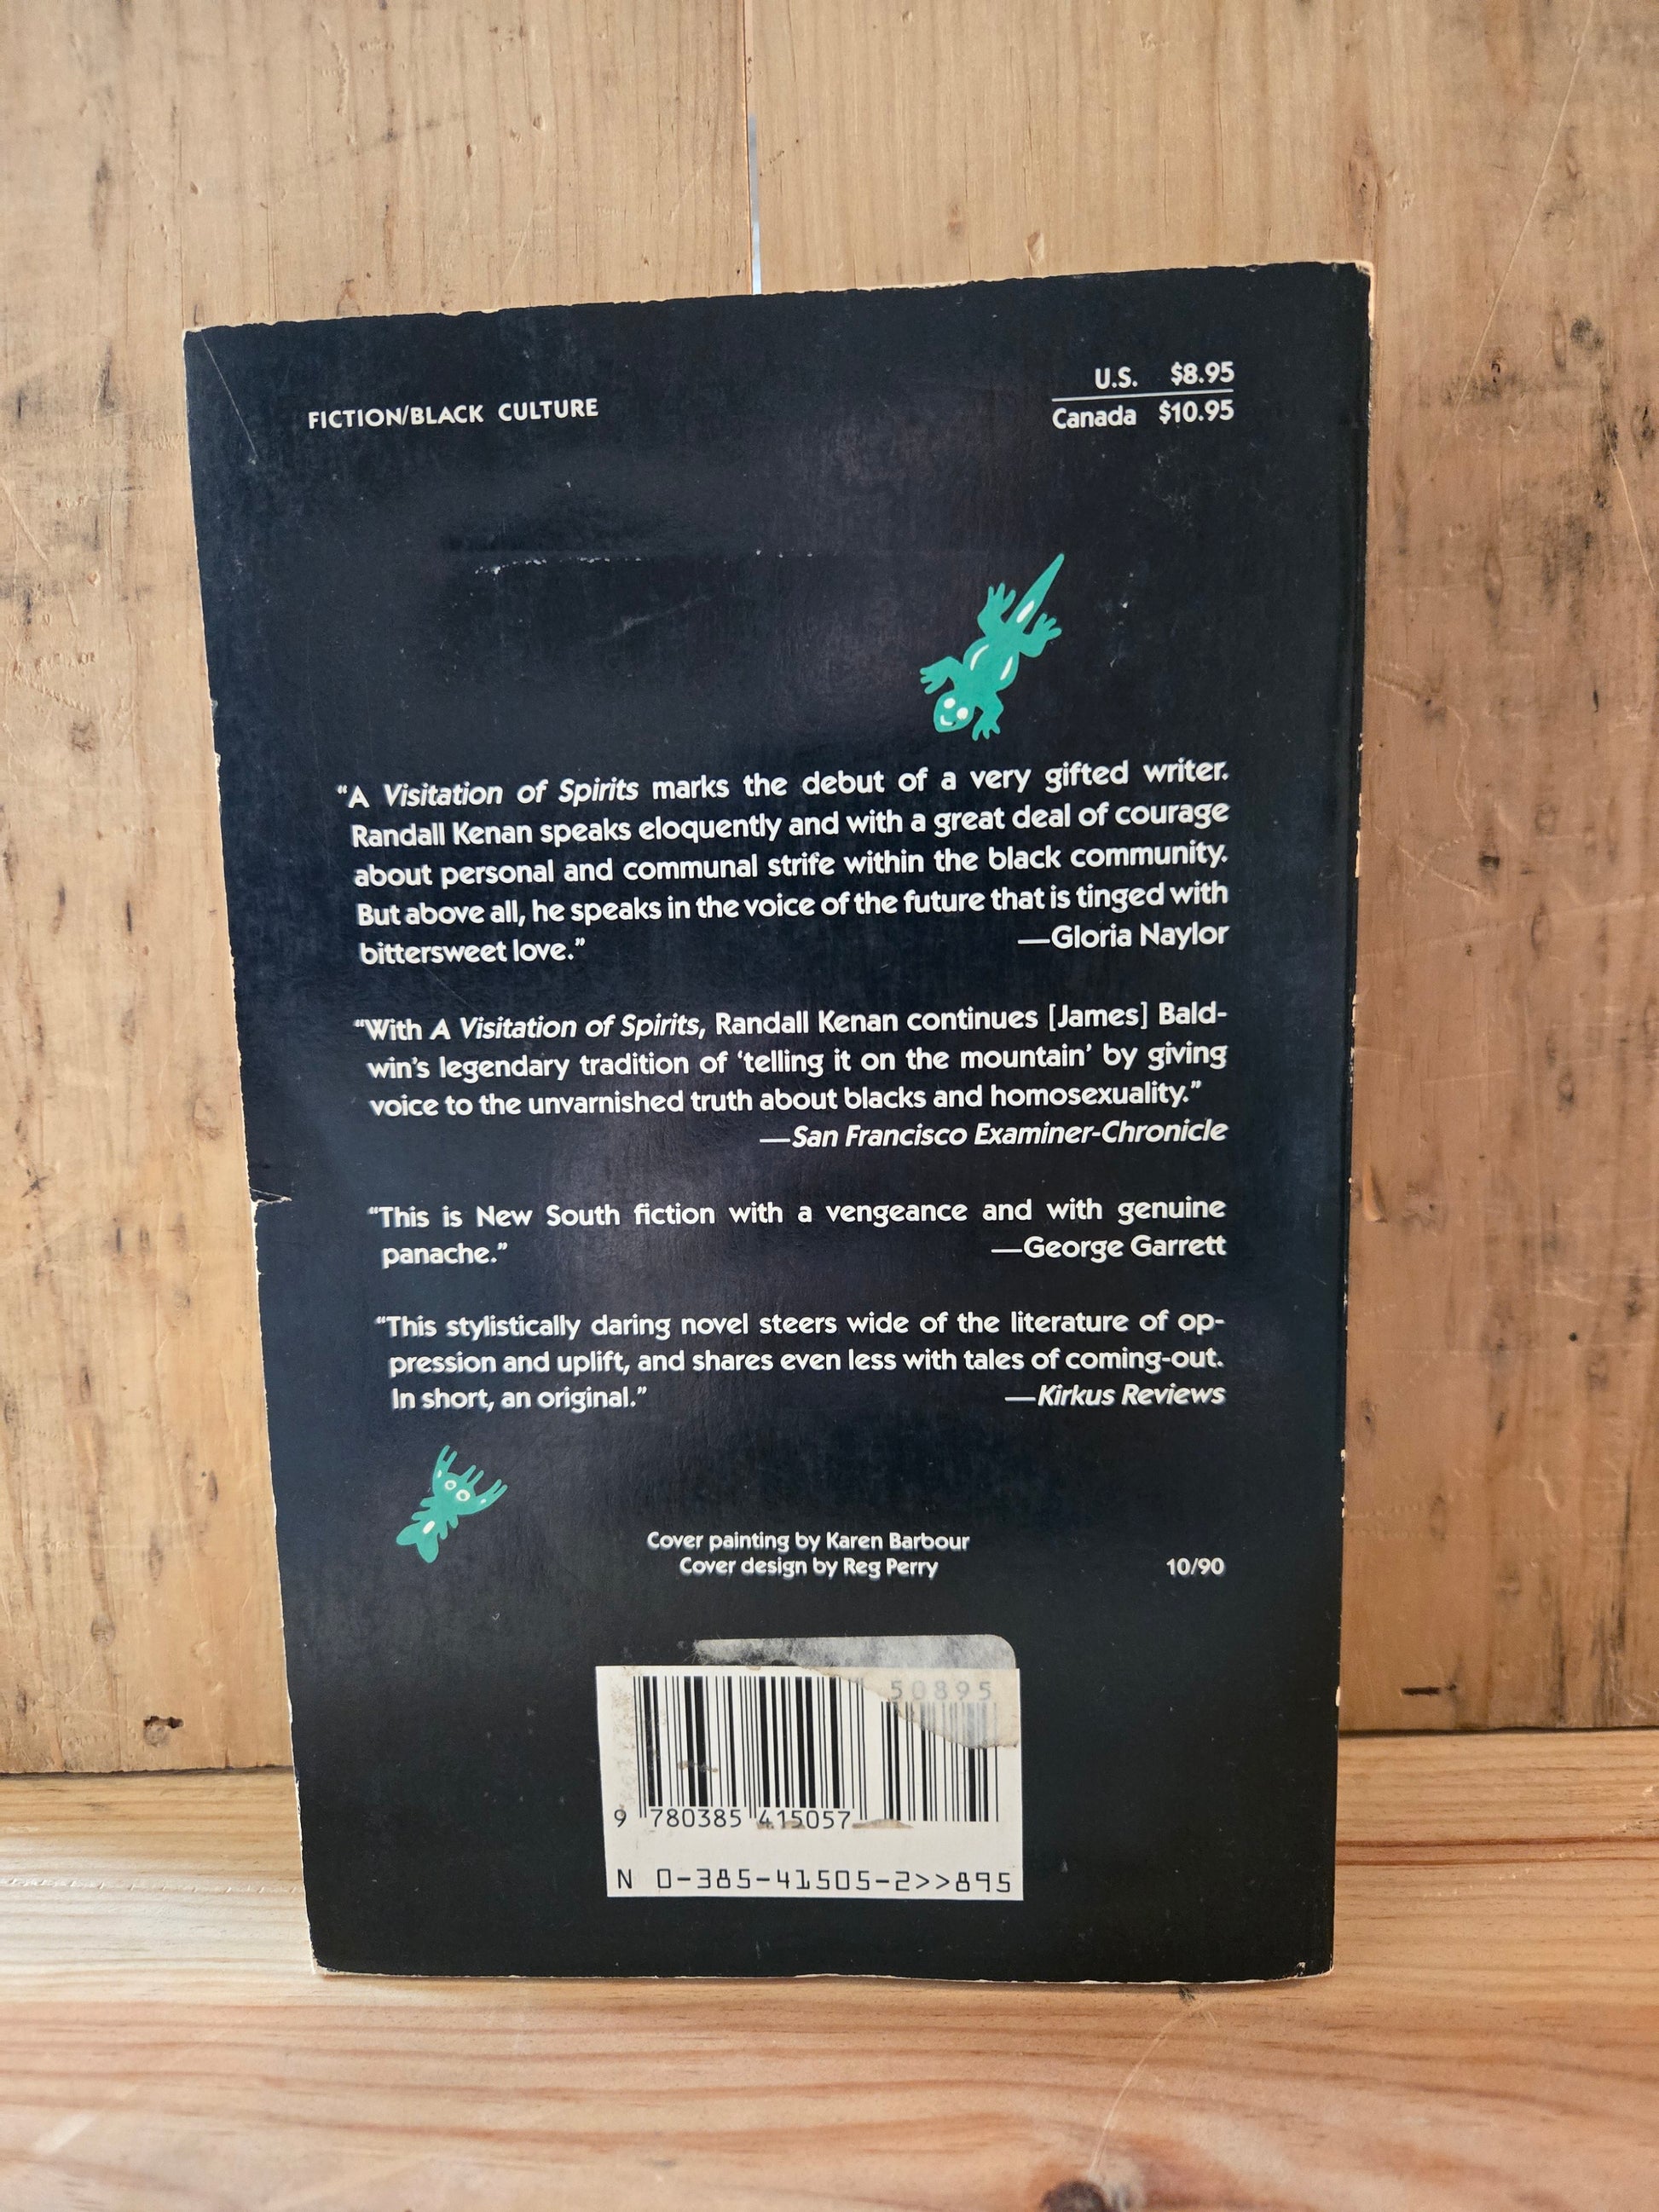 FICTION/BLACK CULTURE
U.S. $8.95
Canada $10.95
“A Visitation of Spirits marks the debut of a very gifted writer.
Randall Kenan speaks eloquently and with a great deal of courage
about personal and communal strife within the black community.
But above all, he speaks in the voice of the future that is tinged with
bittersweet love.” —Gloria Naylor
“With A Visitation of Spirits, Randall Kenan continues [James] Bald-
win’s legendary tradition of ‘telling it on the mountain’ by giving
voice to the unvarnished truth about blacks and homosexuality.”
—San Francisco Examiner-Chronicle
“This is New South fiction with a vengeance and with genuine
panache.” —George Garrett
“This stylistically daring novel steers wide of the literature of op-
pression and uplift, and shares even less with tales of coming-out.
In short, an original.” —Kirkus Reviews
Cover painting by Karen Barbour
Cover design by Reg Perry
10/90
50895
9 780385 415057
N 0-385-41505-2>>895